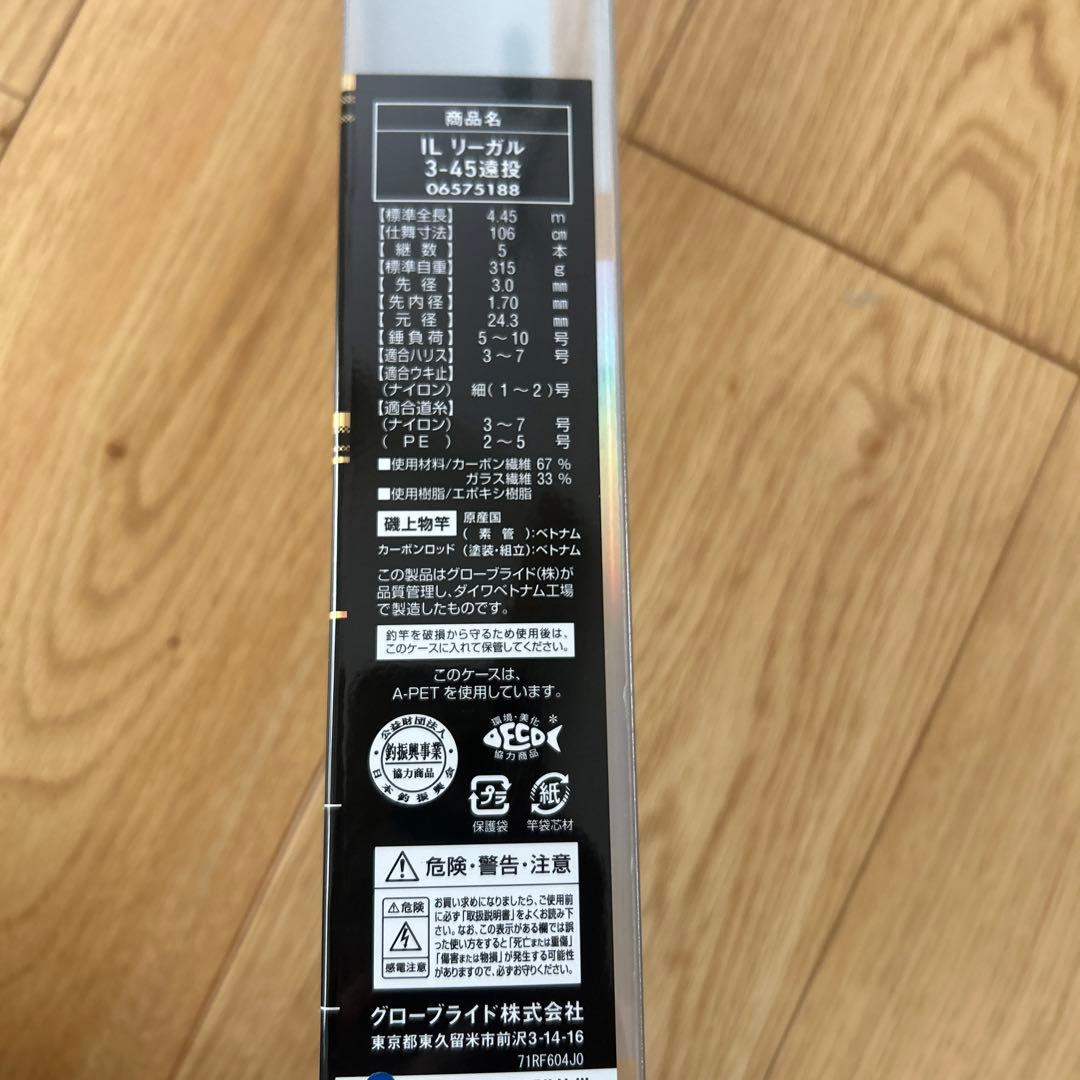 商品名
IL リーガル
3-45遠投
06575188
【標準全長】 4.45 m
【仕舞寸法】 106 cm
【継数】 5 本
【標準自重】 315 g
【先径】 3.0 mm
【先内径】 1.70 mm
【元径】 24.3 mm
【錘負荷】 5～10 号
【適合ハリス】 3～7 号
【適合ウキ止】
(ナイロン) 細(1～2)号
【適合道糸】
(ナイロン) 3～7 号
(PE) 2～5 号
■使用材料/カーボン繊維 67 %
ガラス繊維 33 %
■使用樹脂/エポキシ樹脂
磯上物竿 原産国
(素管):ベトナム
カーボンロッド (塗装・組立):ベトナム
この製品はグローブライド(株)が
品質管理し、ダイワベトナム工場
で製造したものです。
釣竿を破損から守るため使用後は、
このケースに入れて保管してください。
このケースは、
A-PETを使用しています。
公益財団法人
釣振興事業
協力商品
日本釣振興会
環境・美化
ECO
協力商品
プラ
保護袋
紙
竿袋芯材
危険・警告・注意
危険
感電注意
お買い求めになりましたら、ご使用前
に必ず「取扱説明書」をよくお読み下
さい。なお、この表示がある欄では誤
った使い方をすると「死亡または重傷」
「傷害または物損」が発生する可能性
がありますので、必ずお守りください。
グローブライド株式会社
東京都東久留米市前沢3-14-16
71RF604J0